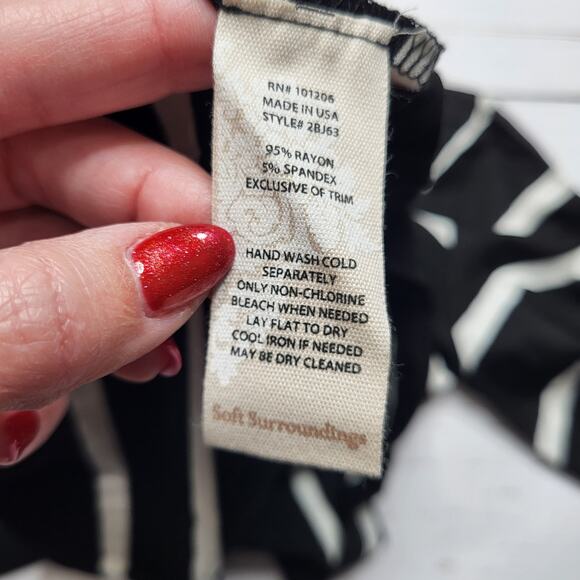 RN# 101206
MADE IN USA
STYLE# 2BJ63
95% RAYON
5% SPANDEX
EXCLUSIVE OF TRIM
HAND WASH COLD
SEPARATELY
ONLY NON-CHLORINE
BLEACH WHEN NEEDED
LAY FLAT TO DRY
COOL IRON IF NEEDED
MAY BE DRY CLEANED
Soft Surroundings